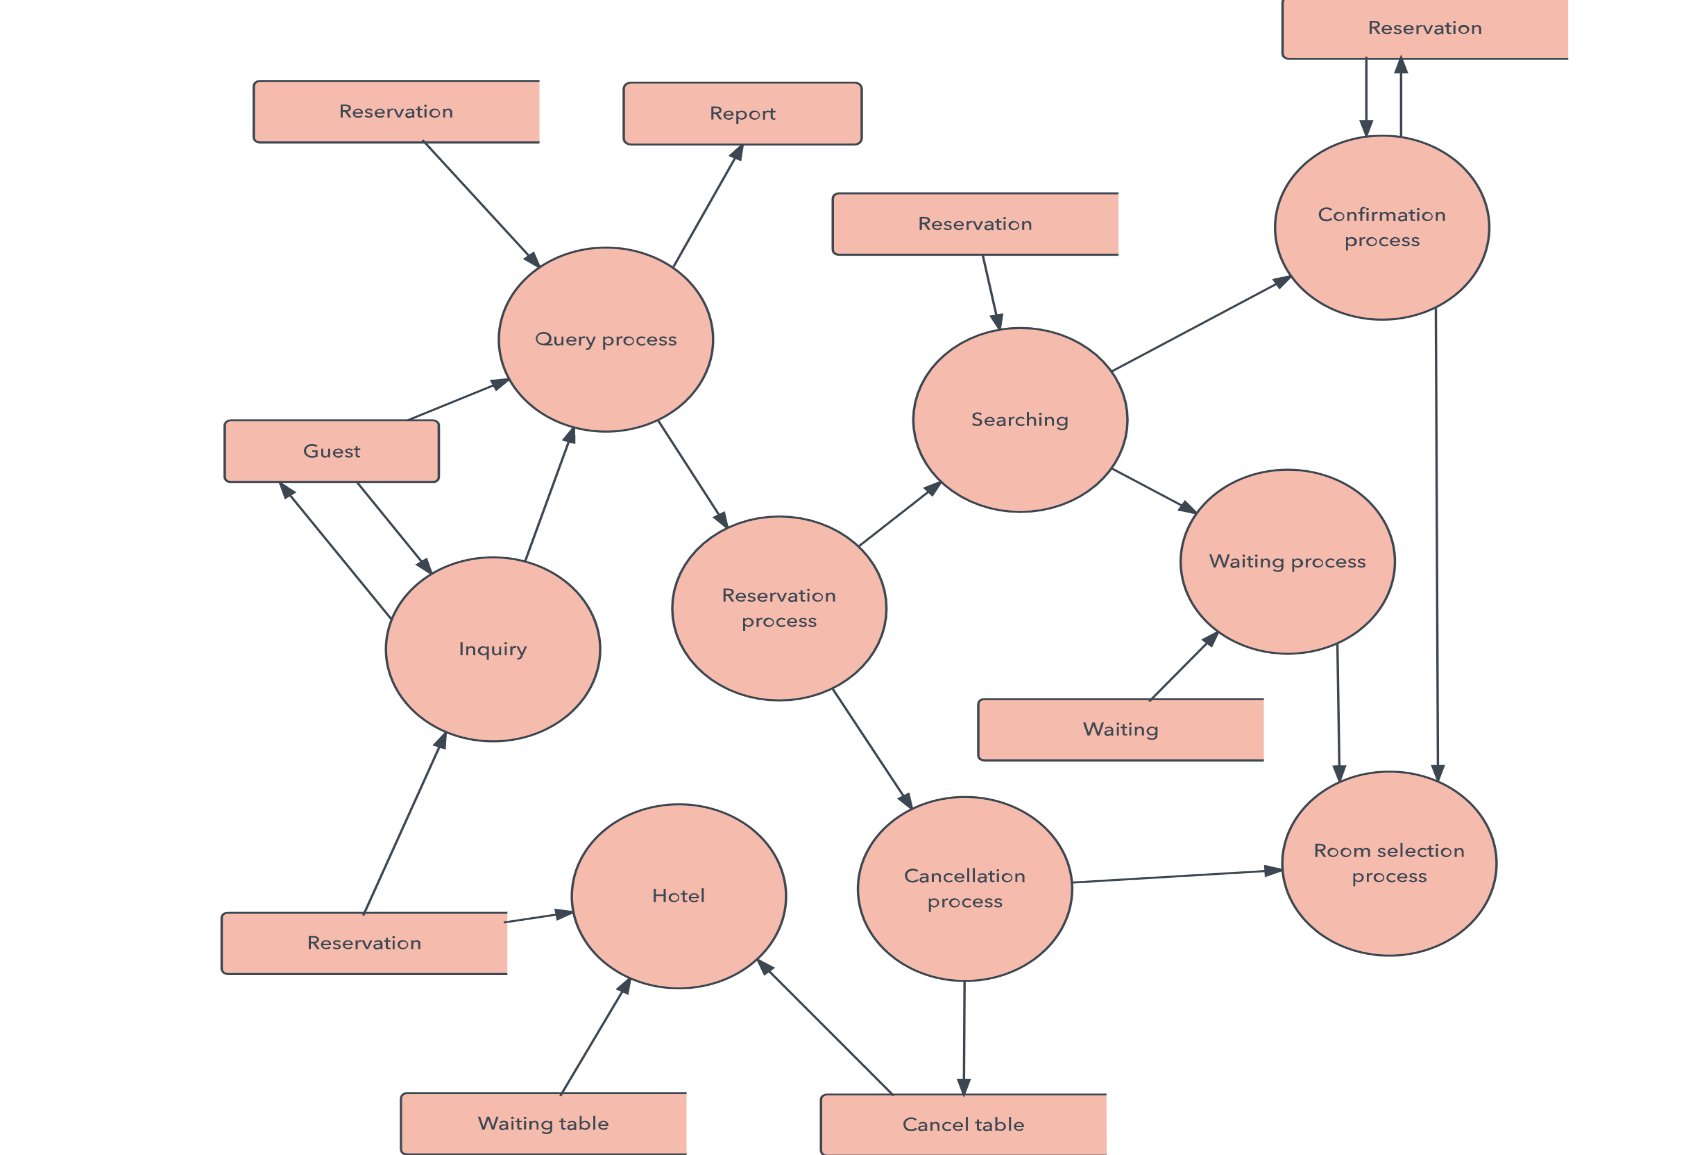 Reservation
Reservation
Report
Reservation
Confirmation
process
Query process
Searching
Guest
Waiting process
Reservation
process
Inquiry
Waiting
Room selection
process
Cancellation
process
Hotel
Reservation
Waiting table
Cancel table